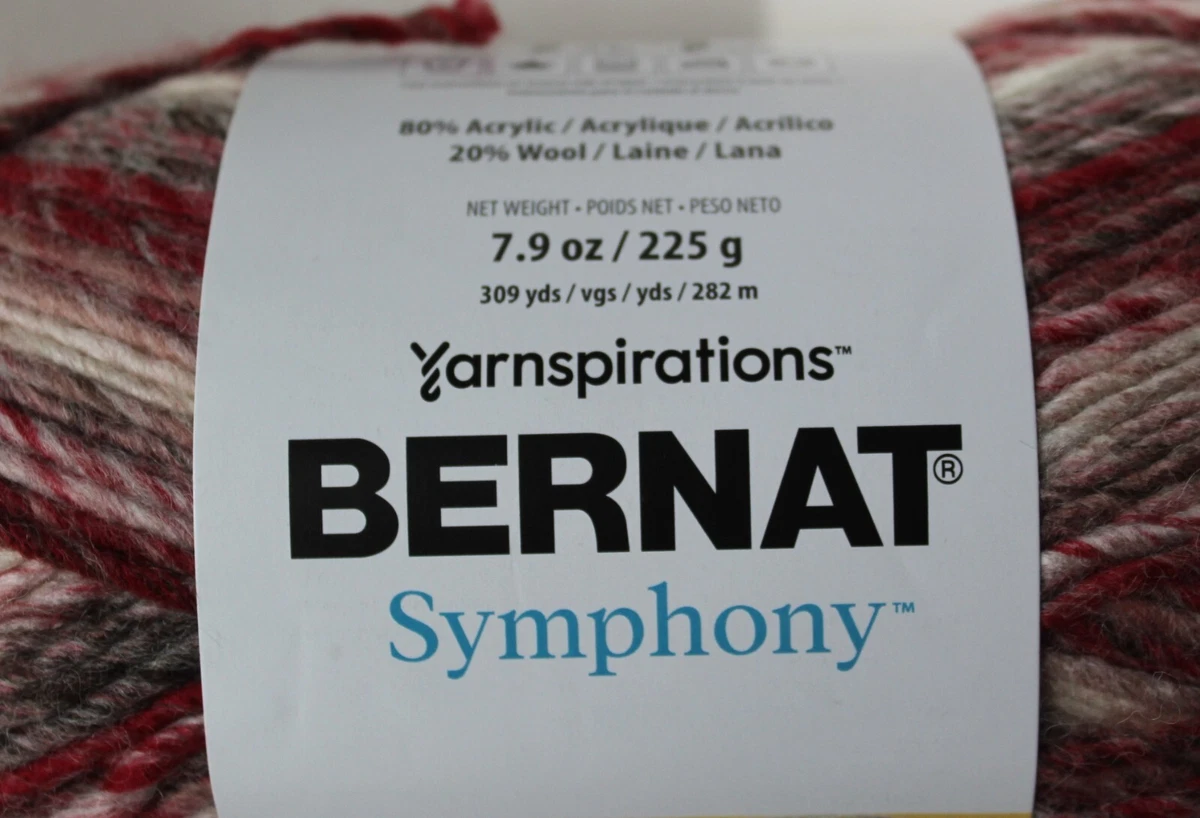 80% Acrylic / Acrylique / Acrílico
20% Wool / Laine / Lana
NET WEIGHT • POIDS NET • PESO NETO
7.9 oz / 225 g
309 yds / vgs / yds / 282 m
Yarnspirations™
BERNAT®
Symphony™